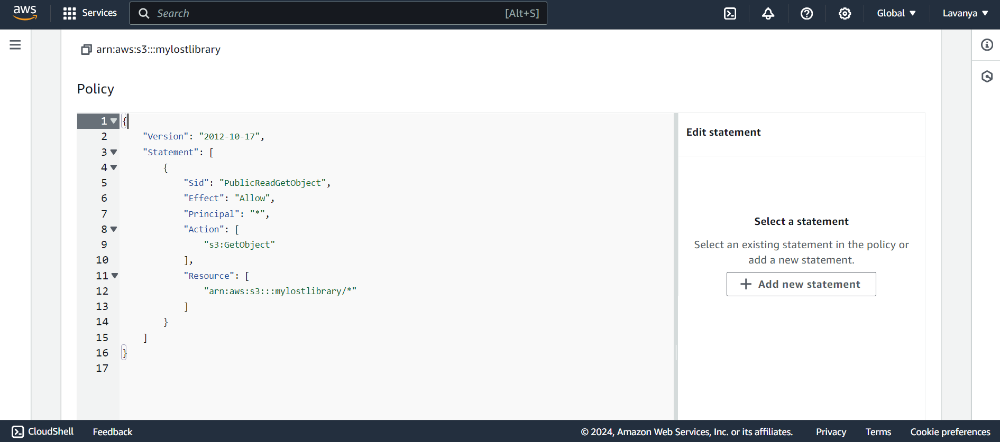 aws Services Search [Alt+S] Global Lavanya
arn:aws:s3:::mylostlibrary
Policy
1 {
2 "Version": "2012-10-17",
3 "Statement": [
4 {
5 "Sid": "PublicReadGetObject",
6 "Effect": "Allow",
7 "Principal": "*",
8 "Action": [
9 "s3:GetObject"
10 ],
11 "Resource": [
12 "arn:aws:s3:::mylostlibrary/*"
13 ]
14 }
15 ]
16 }
17
Edit statement
Select a statement
Select an existing statement in the policy or
add a new statement.
+ Add new statement
CloudShell Feedback © 2024, Amazon Web Services, Inc. or its affiliates. Privacy Terms Cookie preferences